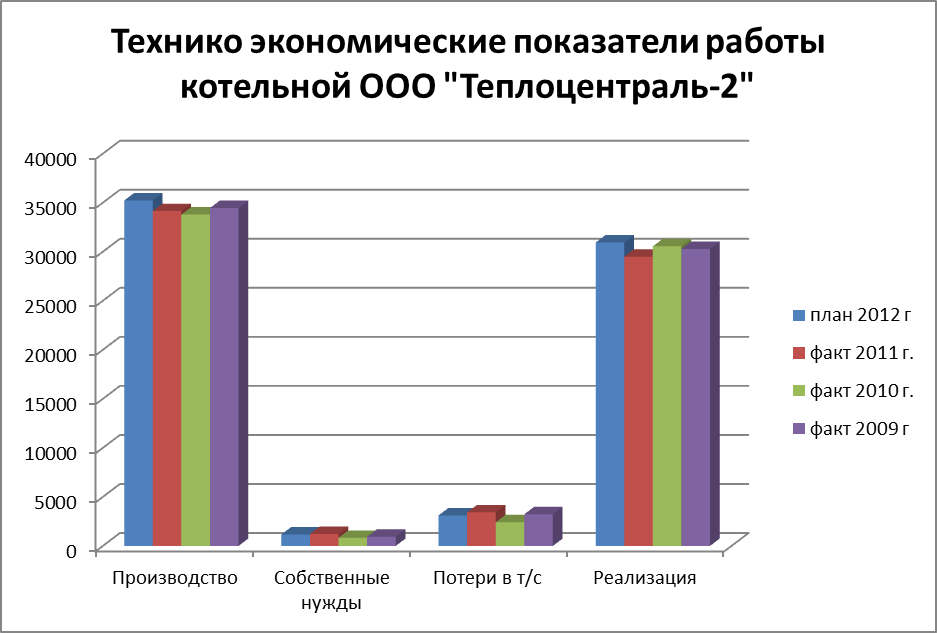 Технико экономические показатели работы
котельной ООО "Теплоцентраль-2"
40000
35000
30000
25000
20000
15000
10000
5000
0
Производство
Собственные
нужды
Потери в т/с
Реализация
план 2012 г
факт 2011 г.
факт 2010 г.
факт 2009 г